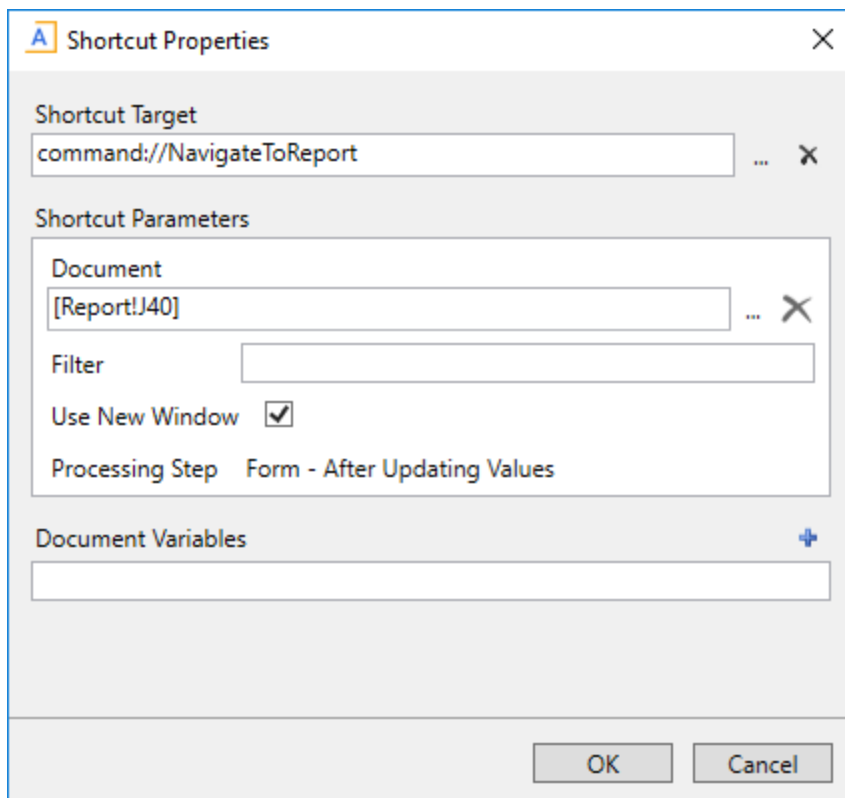 A Shortcut Properties
Shortcut Target
command://NavigateToReport ...
Shortcut Parameters
Document
[Report!J40] ...
Filter
Use New Window
Processing Step Form - After Updating Values
Document Variables
OK Cancel